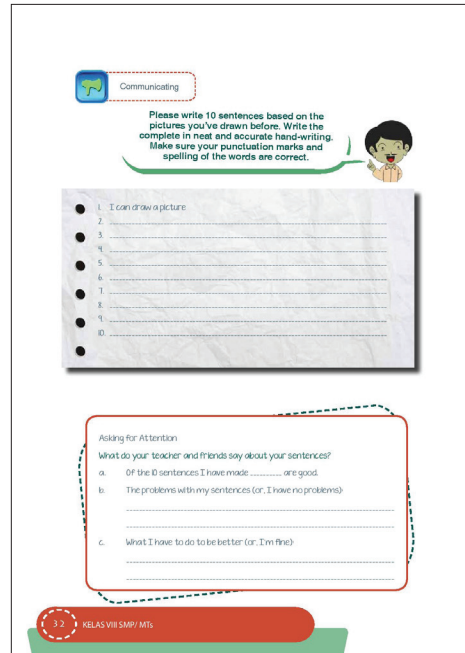 Communicating
Please write 10 sentences based on the
pictures you've drawn before. Write the
complete in neat and accurate hand-writing.
Make sure your punctuation marks and
spelling of the words are correct.
1. I can draw a picture
2.
3.
4.
5.
6.
7.
8.
9.
10.
Asking for Attention
What do your teacher and friends say about your sentences?
a. Of the 10 sentences I have made ............... are good.
b. The problems with my sentences (or, I have no problems):
c. What I have to do to be better (or, I'm fine):
32 KELAS VIII SMP/ MTs